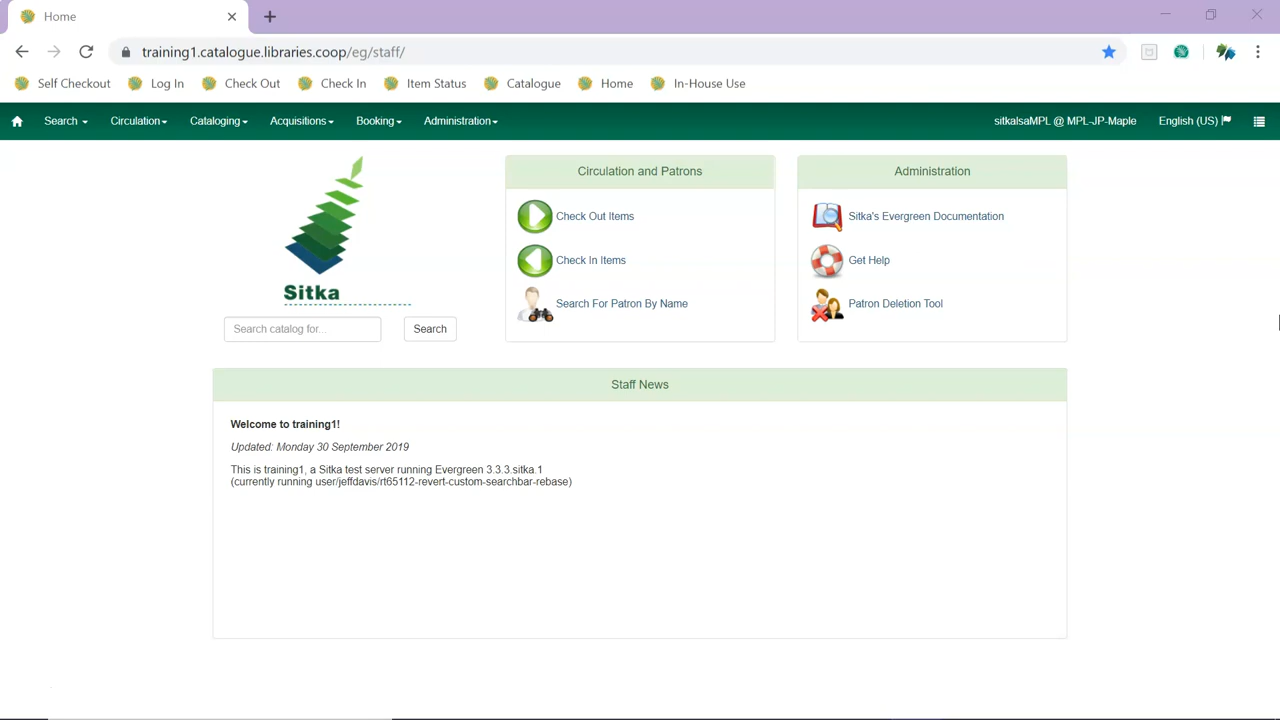 Home
training1.catalogue.libraries.coop/eg/staff/
Self Checkout Log In Check Out Check In Item Status Catalogue Home In-House Use
Search Circulation Cataloging Acquisitions Booking Administration sitkalsaMPL @ MPL-JP-Maple English (US)
Sitka
Search catalog for... Search
Circulation and Patrons
Check Out Items
Check In Items
Search For Patron By Name
Administration
Sitka's Evergreen Documentation
Get Help
Patron Deletion Tool
Staff News
Welcome to training1!
Updated: Monday 30 September 2019
This is training1, a Sitka test server running Evergreen 3.3.3.sitka.1
(currently running user/jeffdavis/rt65112-revert-custom-searchbar-rebase)